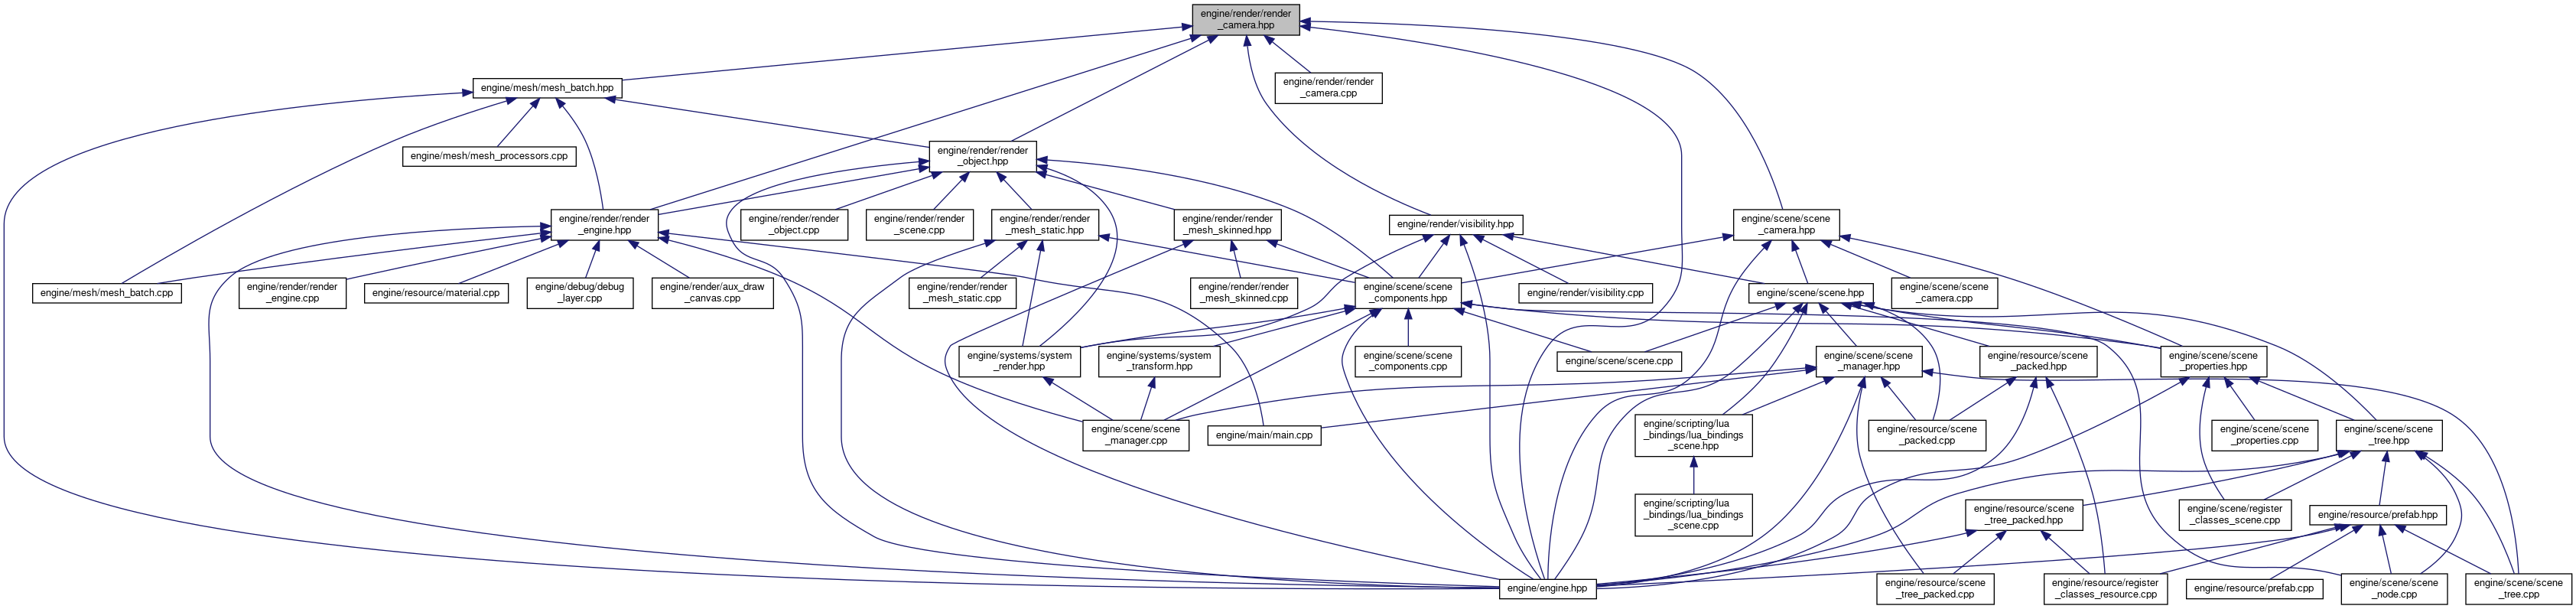 engine/render/render
_camera.hpp
engine/mesh/mesh_batch.hpp
engine/render/render
_camera.cpp
engine/mesh/mesh_processors.cpp
engine/render/render
_object.hpp
engine/render/render
_engine.hpp
engine/render/render
_object.cpp
engine/render/render
_scene.cpp
engine/render/render
_mesh_static.hpp
engine/render/render
_mesh_skinned.hpp
engine/render/visibility.hpp
engine/scene/scene
_camera.hpp
engine/mesh/mesh_batch.cpp
engine/render/render
_engine.cpp
engine/resource/material.cpp
engine/debug/debug
_layer.cpp
engine/render/aux_draw
_canvas.cpp
engine/render/render
_mesh_static.cpp
engine/render/render
_mesh_skinned.cpp
engine/scene/scene
_components.hpp
engine/render/visibility.cpp
engine/scene/scene.hpp
engine/scene/scene
_camera.cpp
engine/systems/system
_render.hpp
engine/systems/system
_transform.hpp
engine/scene/scene
_components.cpp
engine/scene/scene.cpp
engine/scene/scene
_manager.hpp
engine/resource/scene
_packed.hpp
engine/scene/scene
_properties.hpp
engine/scene/scene
_manager.cpp
engine/main/main.cpp
engine/scripting/lua
_bindings/lua_bindings
_scene.hpp
engine/resource/scene
_packed.cpp
engine/scene/scene
_properties.cpp
engine/scene/scene
_tree.hpp
engine/scripting/lua
_bindings/lua_bindings
_scene.cpp
engine/resource/scene
_tree_packed.hpp
engine/scene/register
_classes_scene.cpp
engine/resource/prefab.hpp
engine/engine.hpp
engine/resource/scene
_tree_packed.cpp
engine/resource/register
_classes_resource.cpp
engine/resource/prefab.cpp
engine/scene/scene
_node.cpp
engine/scene/scene
_tree.cpp